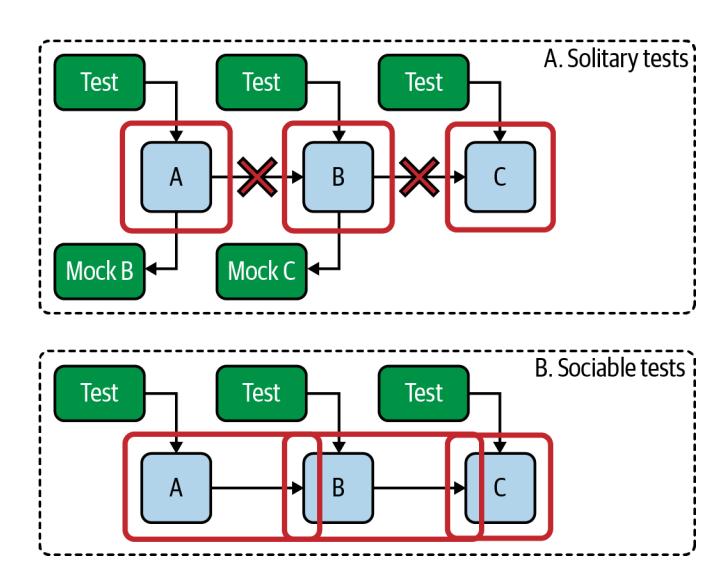 A. Solitary tests
Test
Test
Test
A
B
C
Mock B
Mock C
B. Sociable tests
Test
Test
Test
A
B
C